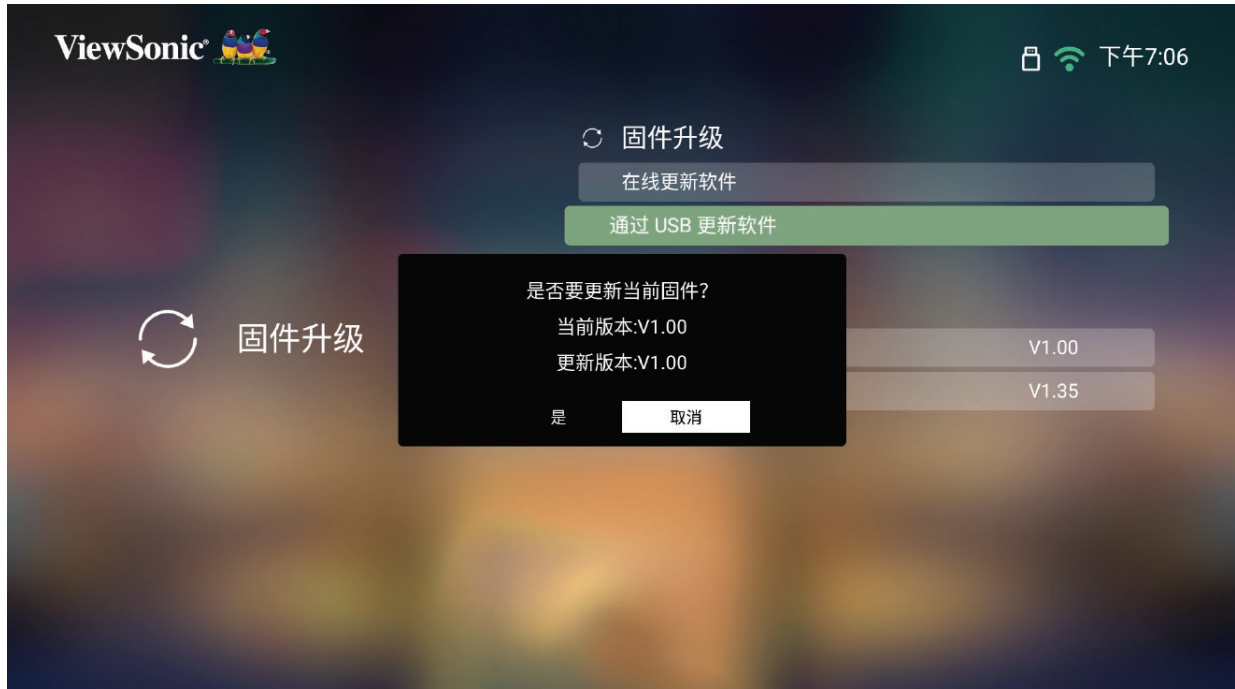 ViewSonic®
下午7:06
固件升级
在线更新软件
通过 USB 更新软件
固件升级
是否要更新当前固件?
当前版本:V1.00
更新版本:V1.00
是 取消
V1.00
V1.35